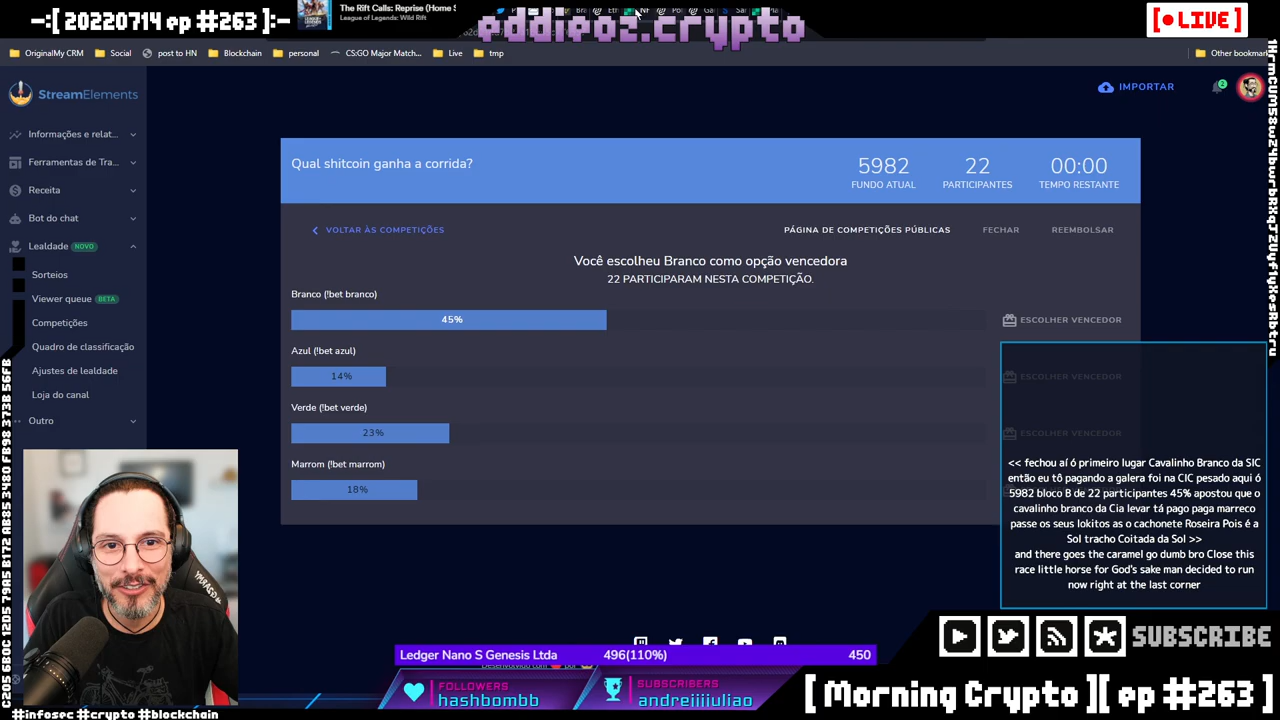 -:[ 20220714 ep #263 ]:-
The Rift Calls: Reprise (Home S
League of Legends: Wild Rift
eddieoz.crypto
[● LIVE]
OriginalMy CRM
Social
post to HN
Blockchain
personal
CS:GO Major Match...
Live
tmp
Other bookmark
StreamElements
IMPORTAR
2
Informações e relat...
Ferramentas de Tra...
Receita
Bot do chat
Lealdade NOVO
Sorteios
Viewer queue BETA
Competições
Quadro de classificação
Ajustes de lealdade
Loja do canal
Outro
Qual shitcoin ganha a corrida?
5982
FUNDO ATUAL
22
PARTICIPANTES
00:00
TEMPO RESTANTE
VOLTAR ÀS COMPETIÇÕES
PÁGINA DE COMPETIÇÕES PÚBLICAS
FECHAR
REEMBOLSAR
Você escolheu Branco como opção vencedora
22 PARTICIPARAM NESTA COMPETIÇÃO.
Branco (!bet branco)
45%
ESCOLHER VENCEDOR
Azul (!bet azul)
14%
ESCOLHER VENCEDOR
Verde (!bet verde)
23%
ESCOLHER VENCEDOR
Marrom (!bet marrom)
18%
<< fechou aí ó primeiro lugar Cavalinho Branco da SIC
então eu tô pagando a galera foi na CIC pesado aqui ó
5982 bloco B de 22 participantes 45% apostou que o
cavalinho branco da Cia levar tá pago paga marreco
passe os seus lokitos as o cachonete Roseira Pois é a
Sol tracho Coitada da Sol >>
and there goes the caramel go dumb bro Close this
race little horse for God's sake man decided to run
now right at the last corner
Ledger Nano S Genesis Ltda
496(110%)
450
Desenvolvido com
por
FOLLOWERS
hashbombb
SUBSCRIBERS
andreijiuliao
SUBSCRIBE
[ Morning Crypto ][ ep #263 ]
#infosec #crypto #blockchain